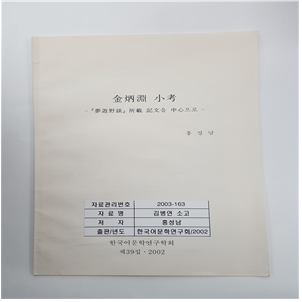 金炳淵 小考
-『夢遊野談』所載 記文을 中心으로-
홍 성 남
자료관리번호 2003-163
자 료 명 김병연 소고
저 자 홍성남
출판/년도 한국어문학연구회/2002
한국어문학연구학회
제39집 · 2002